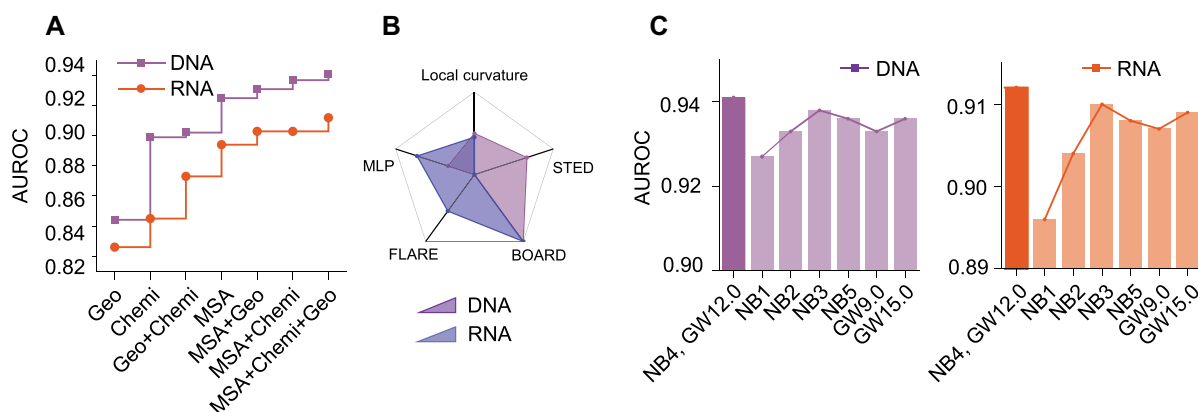 A
DNA
RNA
AUROC
0.94
0.92
0.90
0.88
0.86
0.84
0.82
Geo
Chemi
Geo+Chemi
MSA
MSA+Geo
MSA+Chemi
MSA+Chemi+Geo
B
Local curvature
MLP
STED
FLARE
BOARD
DNA
RNA
C
DNA
AUROC
0.94
0.92
0.90
NB4, GW12.0
NB1
NB2
NB3
NB5
GW9.0
GW15.0
RNA
0.91
0.90
0.89
NB4, GW12.0
NB1
NB2
NB3
NB5
GW9.0
GW15.0